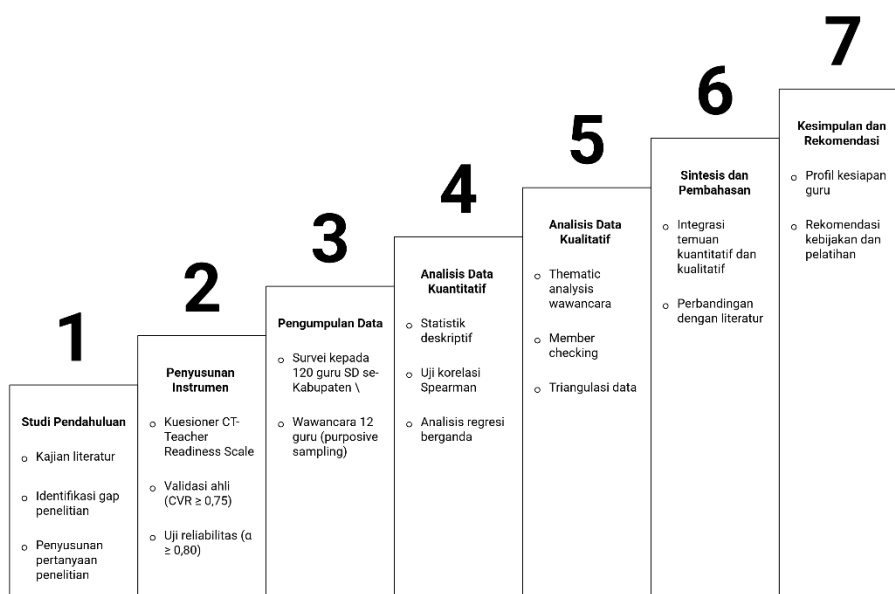 1
Studi Pendahuluan
o Kajian literatur
o Identifikasi gap
penelitian
o Penyusunan
pertanyaan
penelitian
2
Penyusunan
Instrumen
o Kuesioner CT-
Teacher
Readiness Scale
o Validasi ahli
(CVR ≥ 0,75)
o Uji reliabilitas (α
≥ 0,80)
3
Pengumpulan Data
o Survei kepada
120 guru SD se-
Kabupaten \
o Wawancara 12
guru (purposive
sampling)
4
Analisis Data
Kuantitatif
o Statistik
deskriptif
o Uji korelasi
Spearman
o Analisis regresi
berganda
5
Analisis Data
Kualitatif
o Thematic
analysis
wawancara
o Member
checking
o Triangulasi data
6
Sintesis dan
Pembahasan
o Integrasi
temuan
kuantitatif dan
kualitatif
o Perbandingan
dengan literatur
7
Kesimpulan dan
Rekomendasi
o Profil kesiapan
guru
o Rekomendasi
kebijakan dan
pelatihan